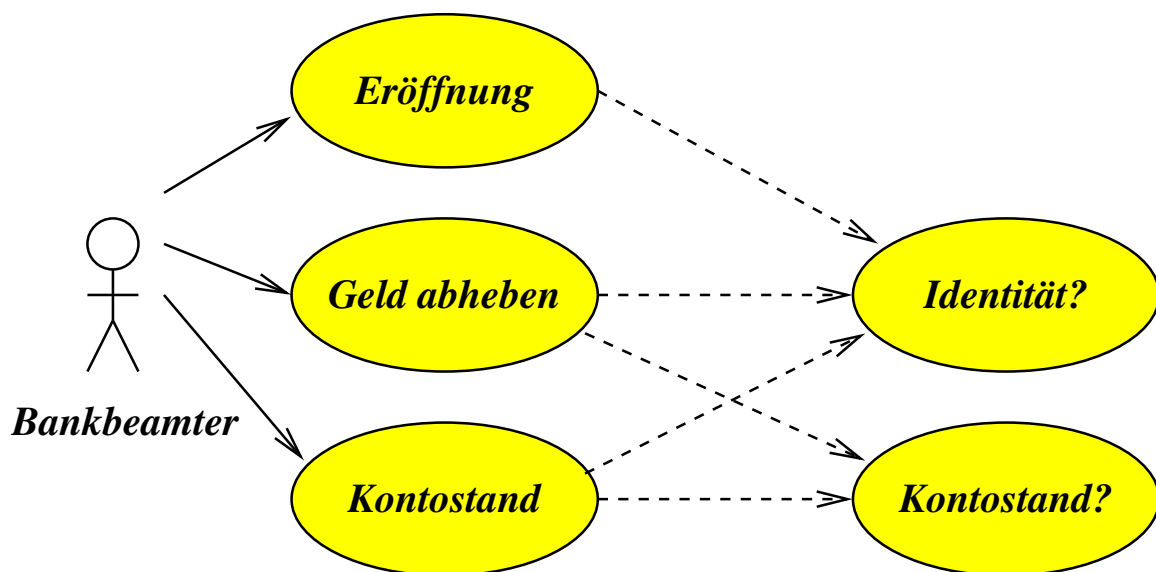 Eröffnung
Geld abheben
Identität?
Bankbeamter
Kontostand
Kontostand?